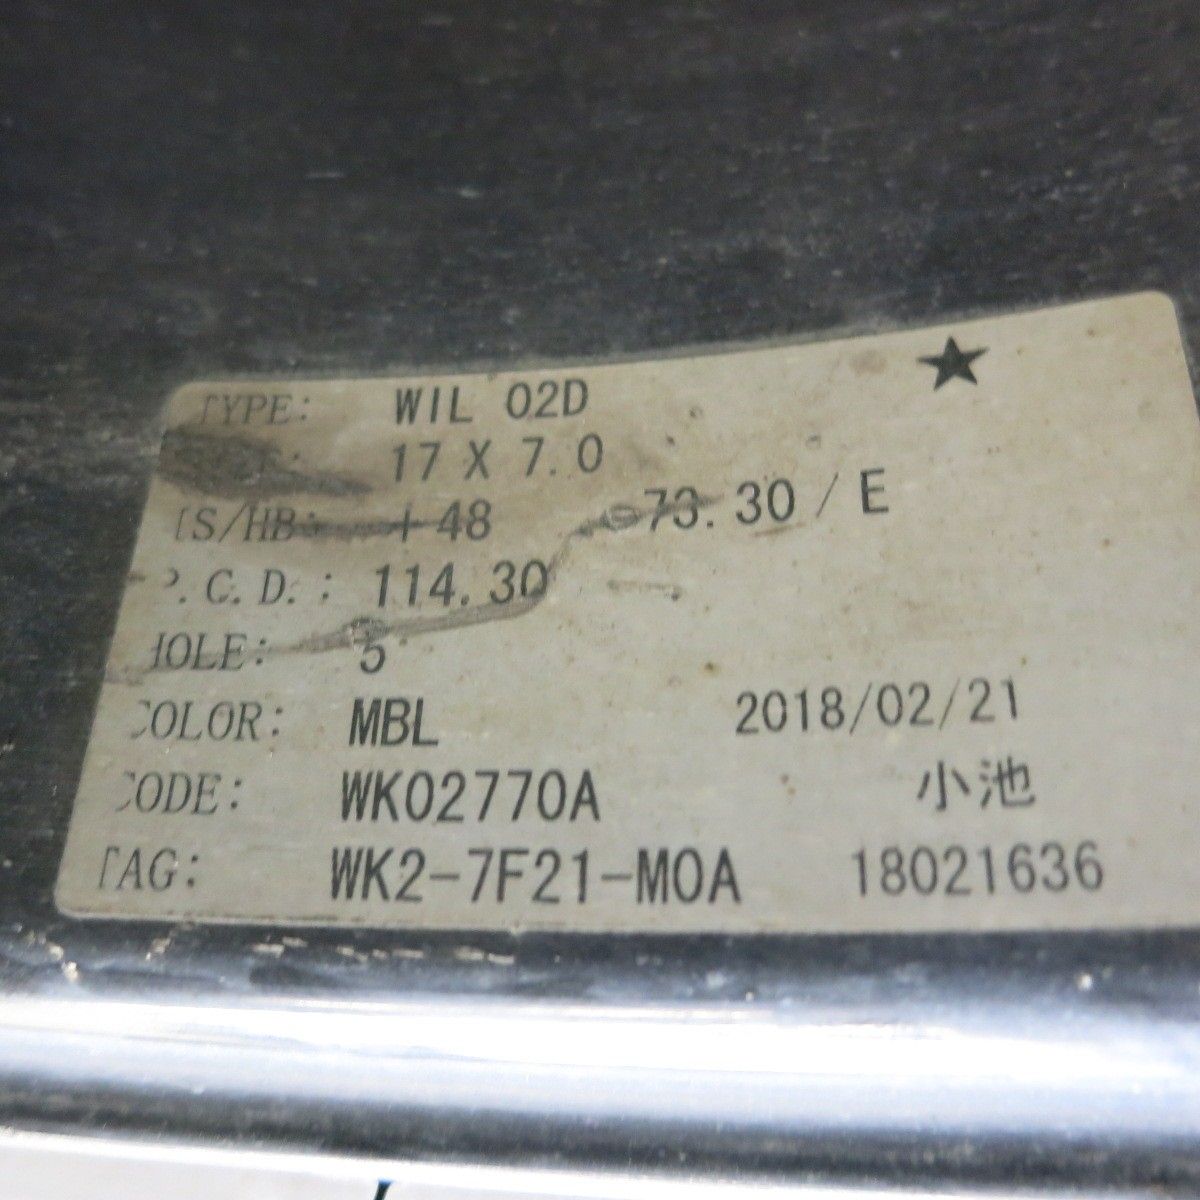 TYPE: WIL 02D ★
17 X 7.0
IS/HB: +48 73.30 / E
P.C.D.: 114.30
HOLE: 5
COLOR: MBL 2018/02/21
CODE: WK02770A 小池
TAG: WK2-7F21-M0A 18021636